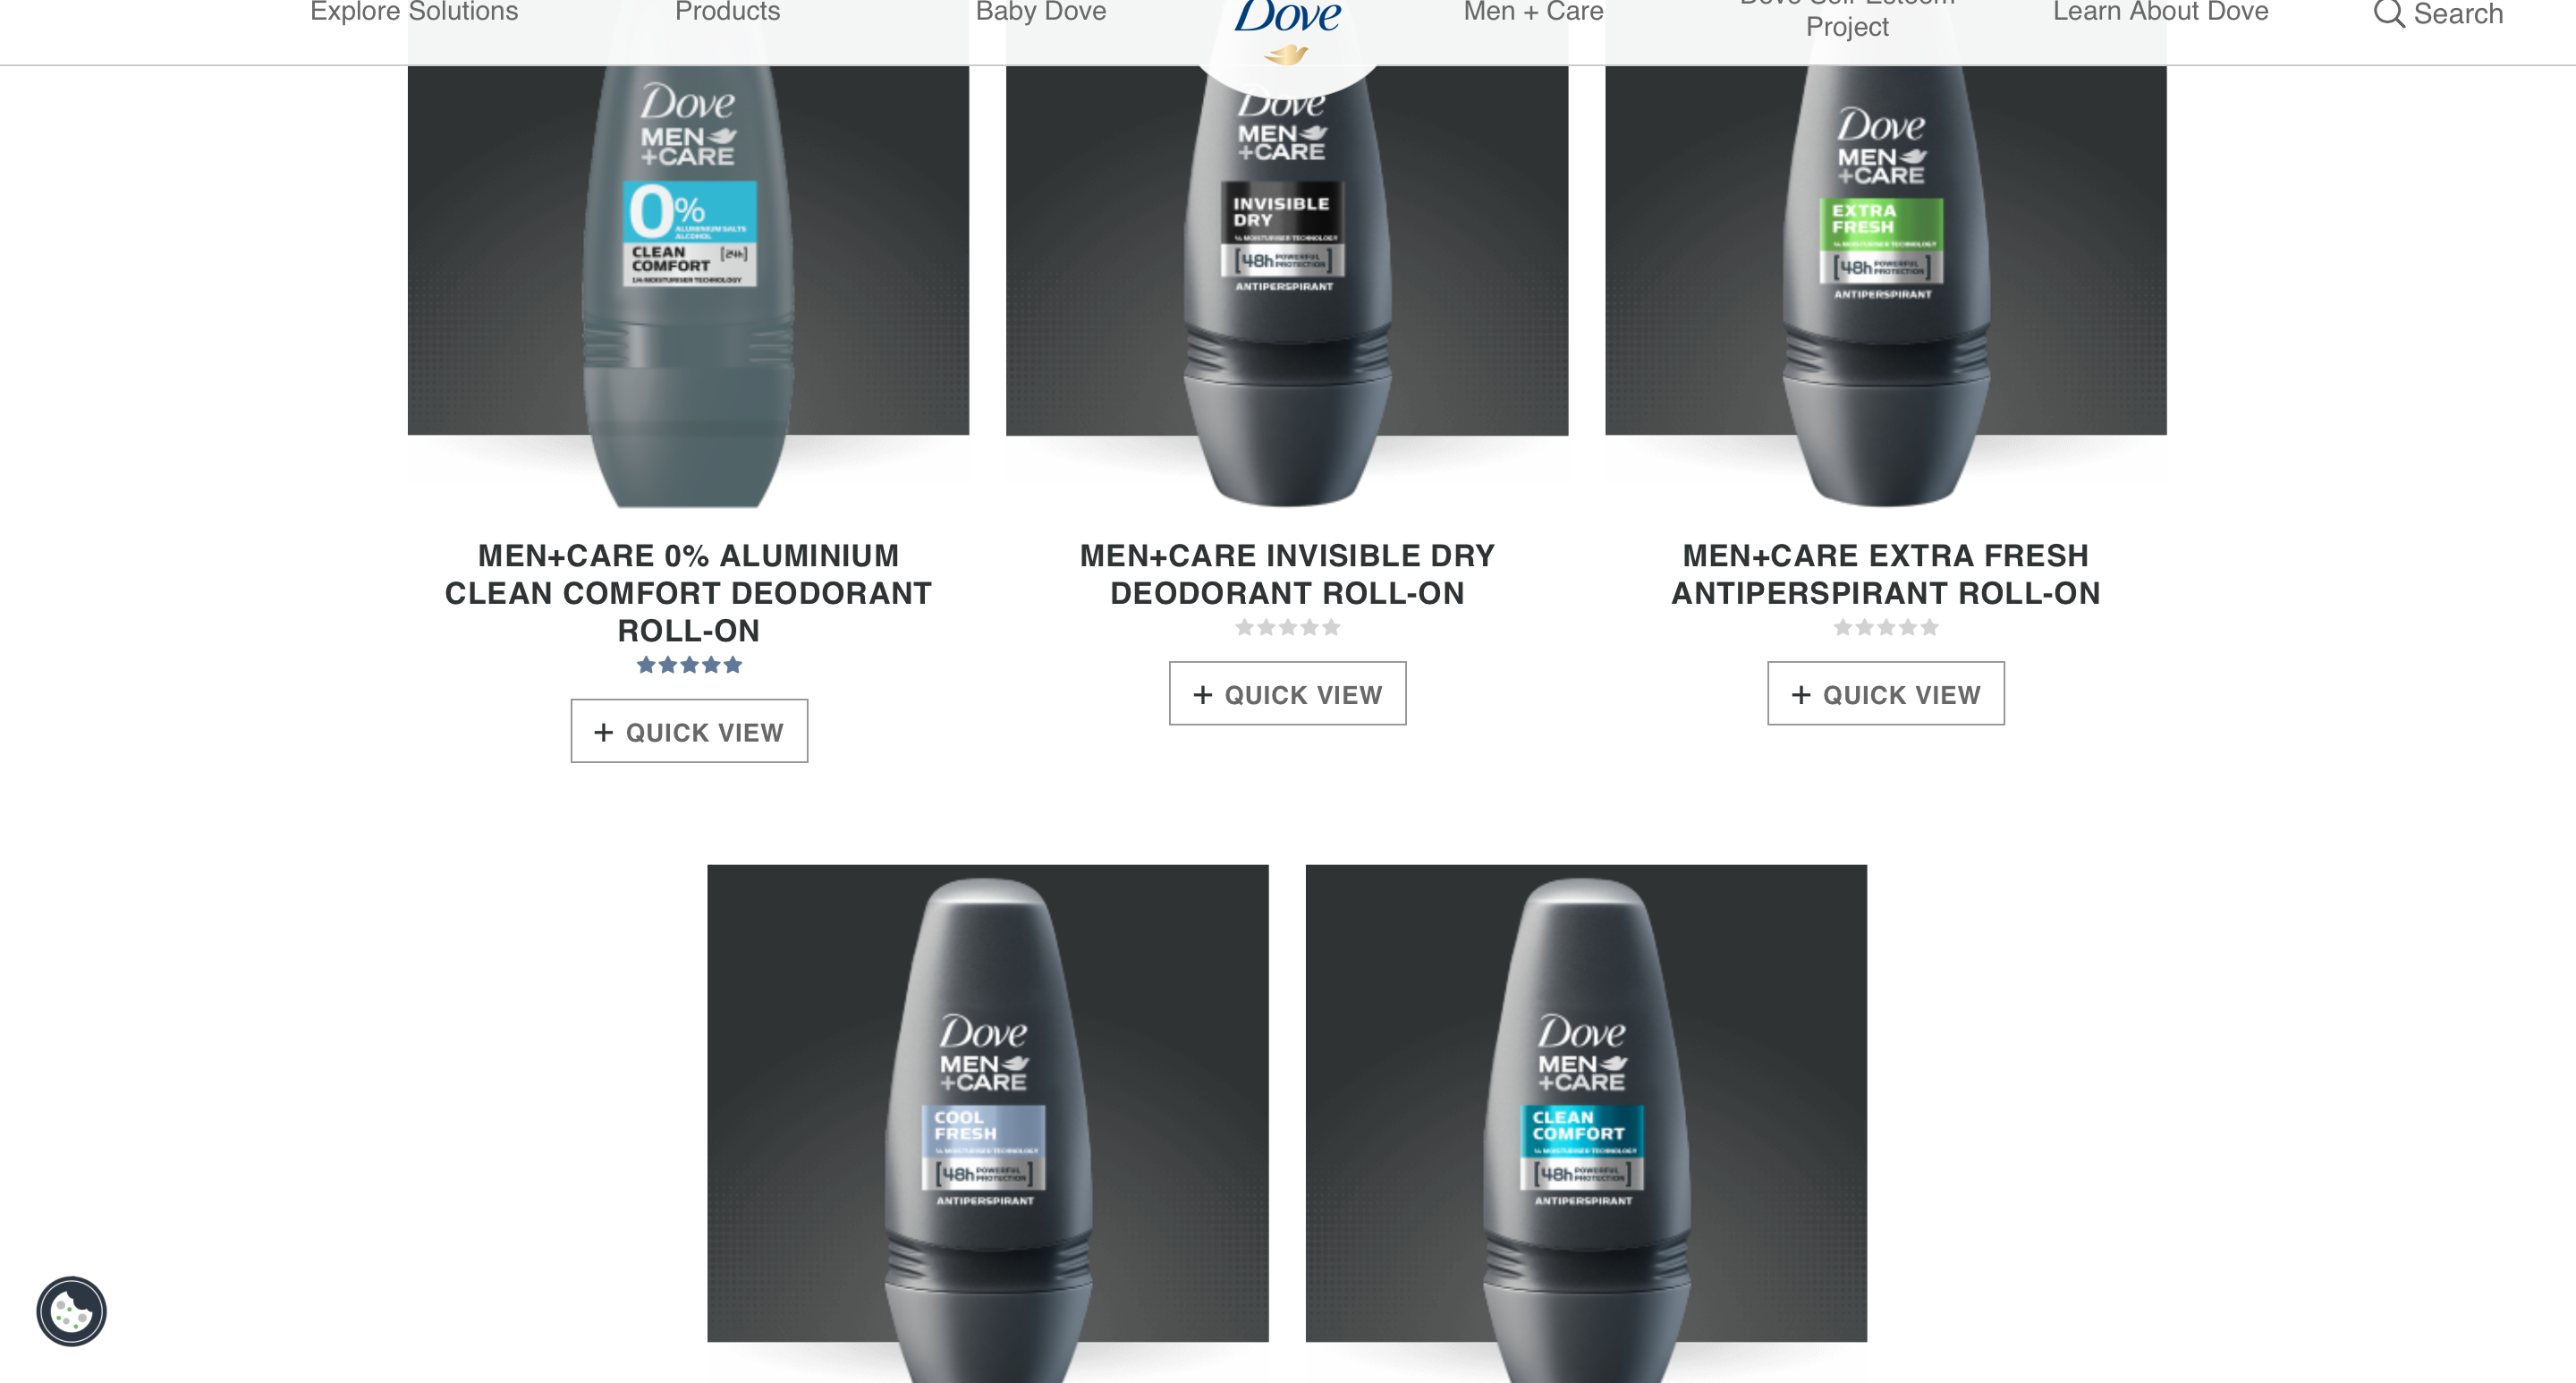 Explore Solutions
Products
Baby Dove
Dove
Men + Care
Dove Self-Esteem
Project
Learn About Dove
Search
Dove
MEN
+CARE
0%
ALUMINIUM SALTS
ALCOHOL
CLEAN
COMFORT
[24h]
1/4 MOISTURISER TECHNOLOGY
Dove
MEN
+CARE
INVISIBLE
DRY
¼ MOISTURISER TECHNOLOGY
[48h POWERFUL
PROTECTION]
ANTIPERSPIRANT
Dove
MEN
+CARE
EXTRA
FRESH
¼ MOISTURISER TECHNOLOGY
[48h POWERFUL
PROTECTION]
ANTIPERSPIRANT
MEN+CARE 0% ALUMINIUM
CLEAN COMFORT DEODORANT
ROLL-ON
+ QUICK VIEW
MEN+CARE INVISIBLE DRY
DEODORANT ROLL-ON
+ QUICK VIEW
MEN+CARE EXTRA FRESH
ANTIPERSPIRANT ROLL-ON
+ QUICK VIEW
Dove
MEN
+CARE
COOL
FRESH
¼ MOISTURISER TECHNOLOGY
[48h POWERFUL
PROTECTION]
ANTIPERSPIRANT
Dove
MEN
+CARE
CLEAN
COMFORT
¼ MOISTURISER TECHNOLOGY
[48h POWERFUL
PROTECTION]
ANTIPERSPIRANT